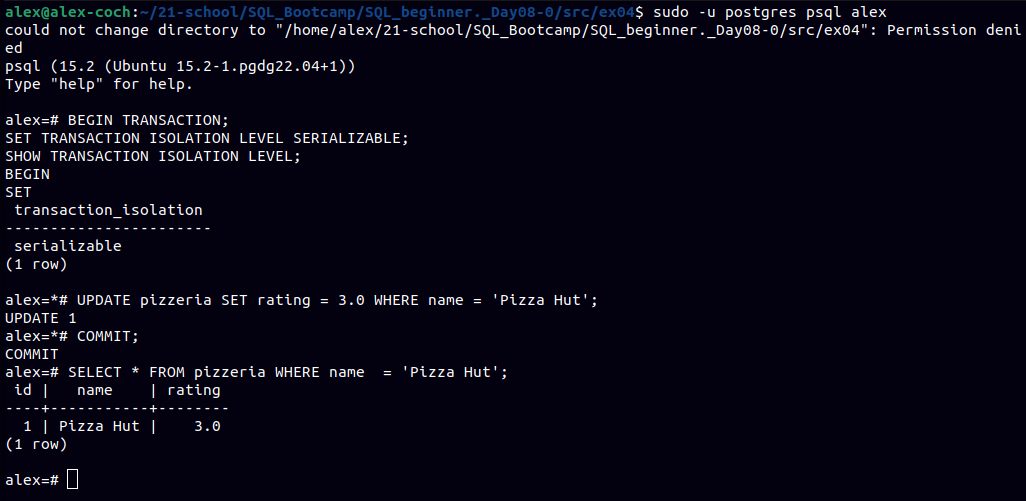 alex@alex-coch:~/21-school/SQL_Bootcamp/SQL_beginner._Day08-0/src/ex04$ sudo -u postgres psql alex
could not change directory to "/home/alex/21-school/SQL_Bootcamp/SQL_beginner._Day08-0/src/ex04": Permission deni
ed
psql (15.2 (Ubuntu 15.2-1.pgdg22.04+1))
Type "help" for help.

alex=# BEGIN TRANSACTION;
SET TRANSACTION ISOLATION LEVEL SERIALIZABLE;
SHOW TRANSACTION ISOLATION LEVEL;
BEGIN
SET
 transaction_isolation
-----------------------
 serializable
(1 row)

alex=*# UPDATE pizzeria SET rating = 3.0 WHERE name = 'Pizza Hut';
UPDATE 1
alex=*# COMMIT;
COMMIT
alex=# SELECT * FROM pizzeria WHERE name  = 'Pizza Hut';
 id |   name    | rating
----+-----------+--------
  1 | Pizza Hut |    3.0
(1 row)

alex=#